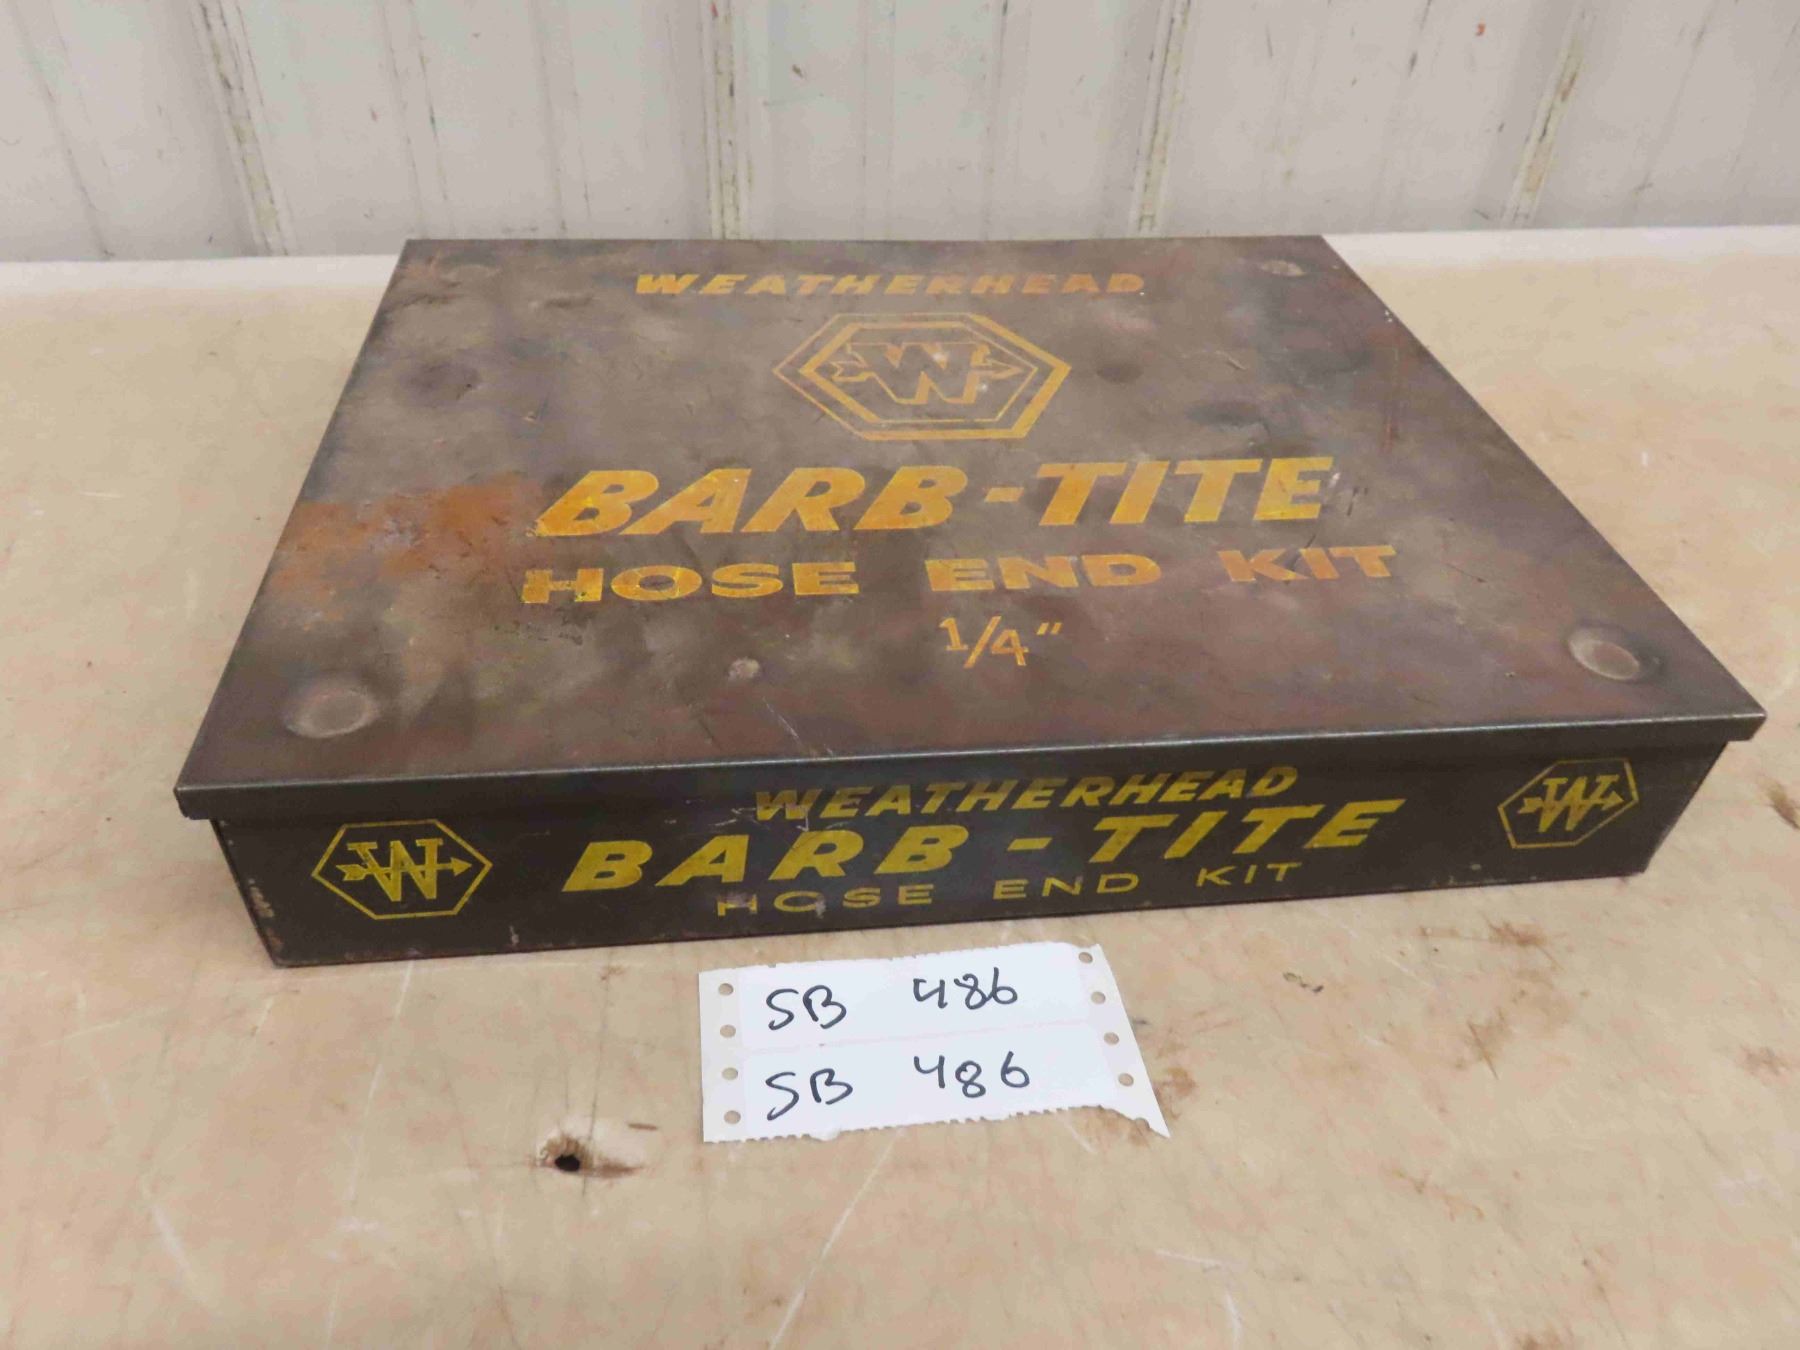 WEATHERHEAD
W
BARB-TITE
HOSE END KIT
1/4"
WEATHERHEAD
W BARB-TITE W
HOSE END KIT
SB 486
SB 486